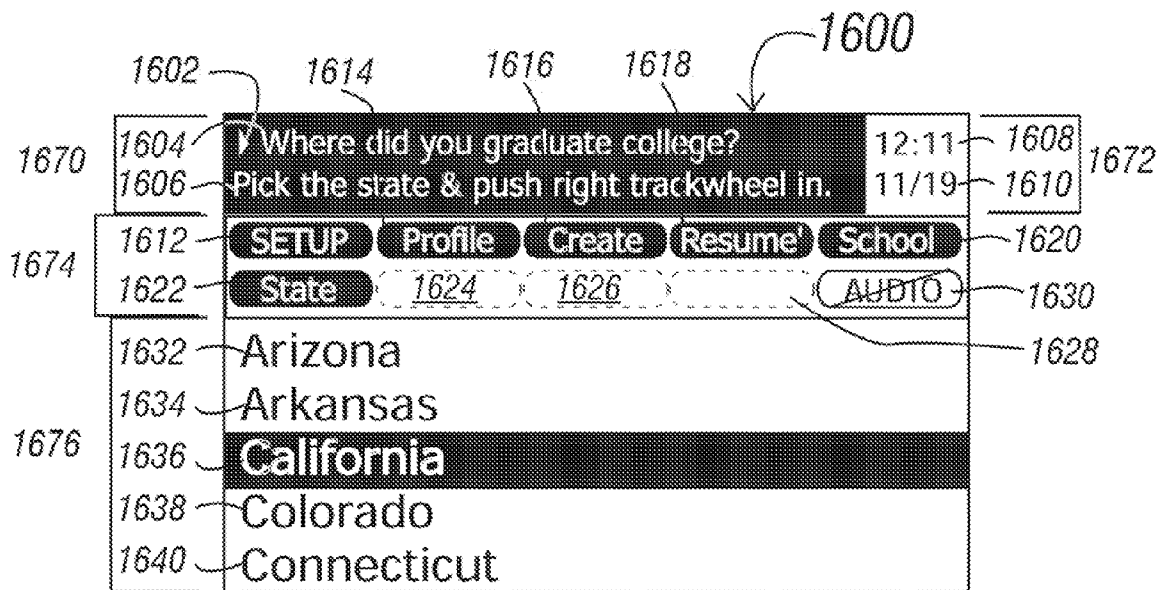 1600
1602 1614 1616 1618
1670 1604 Where did you graduate college? 12:11 1608 1672
1606 Pick the state & push right trackwheel in. 11/19 1610
1674 1612 SETUP Profile Create Resume' School 1620
1622 State 1624 1626 AUDIO 1630
1628
1632 Arizona
1634 Arkansas
1676 1636 California
1638 Colorado
1640 Connecticut